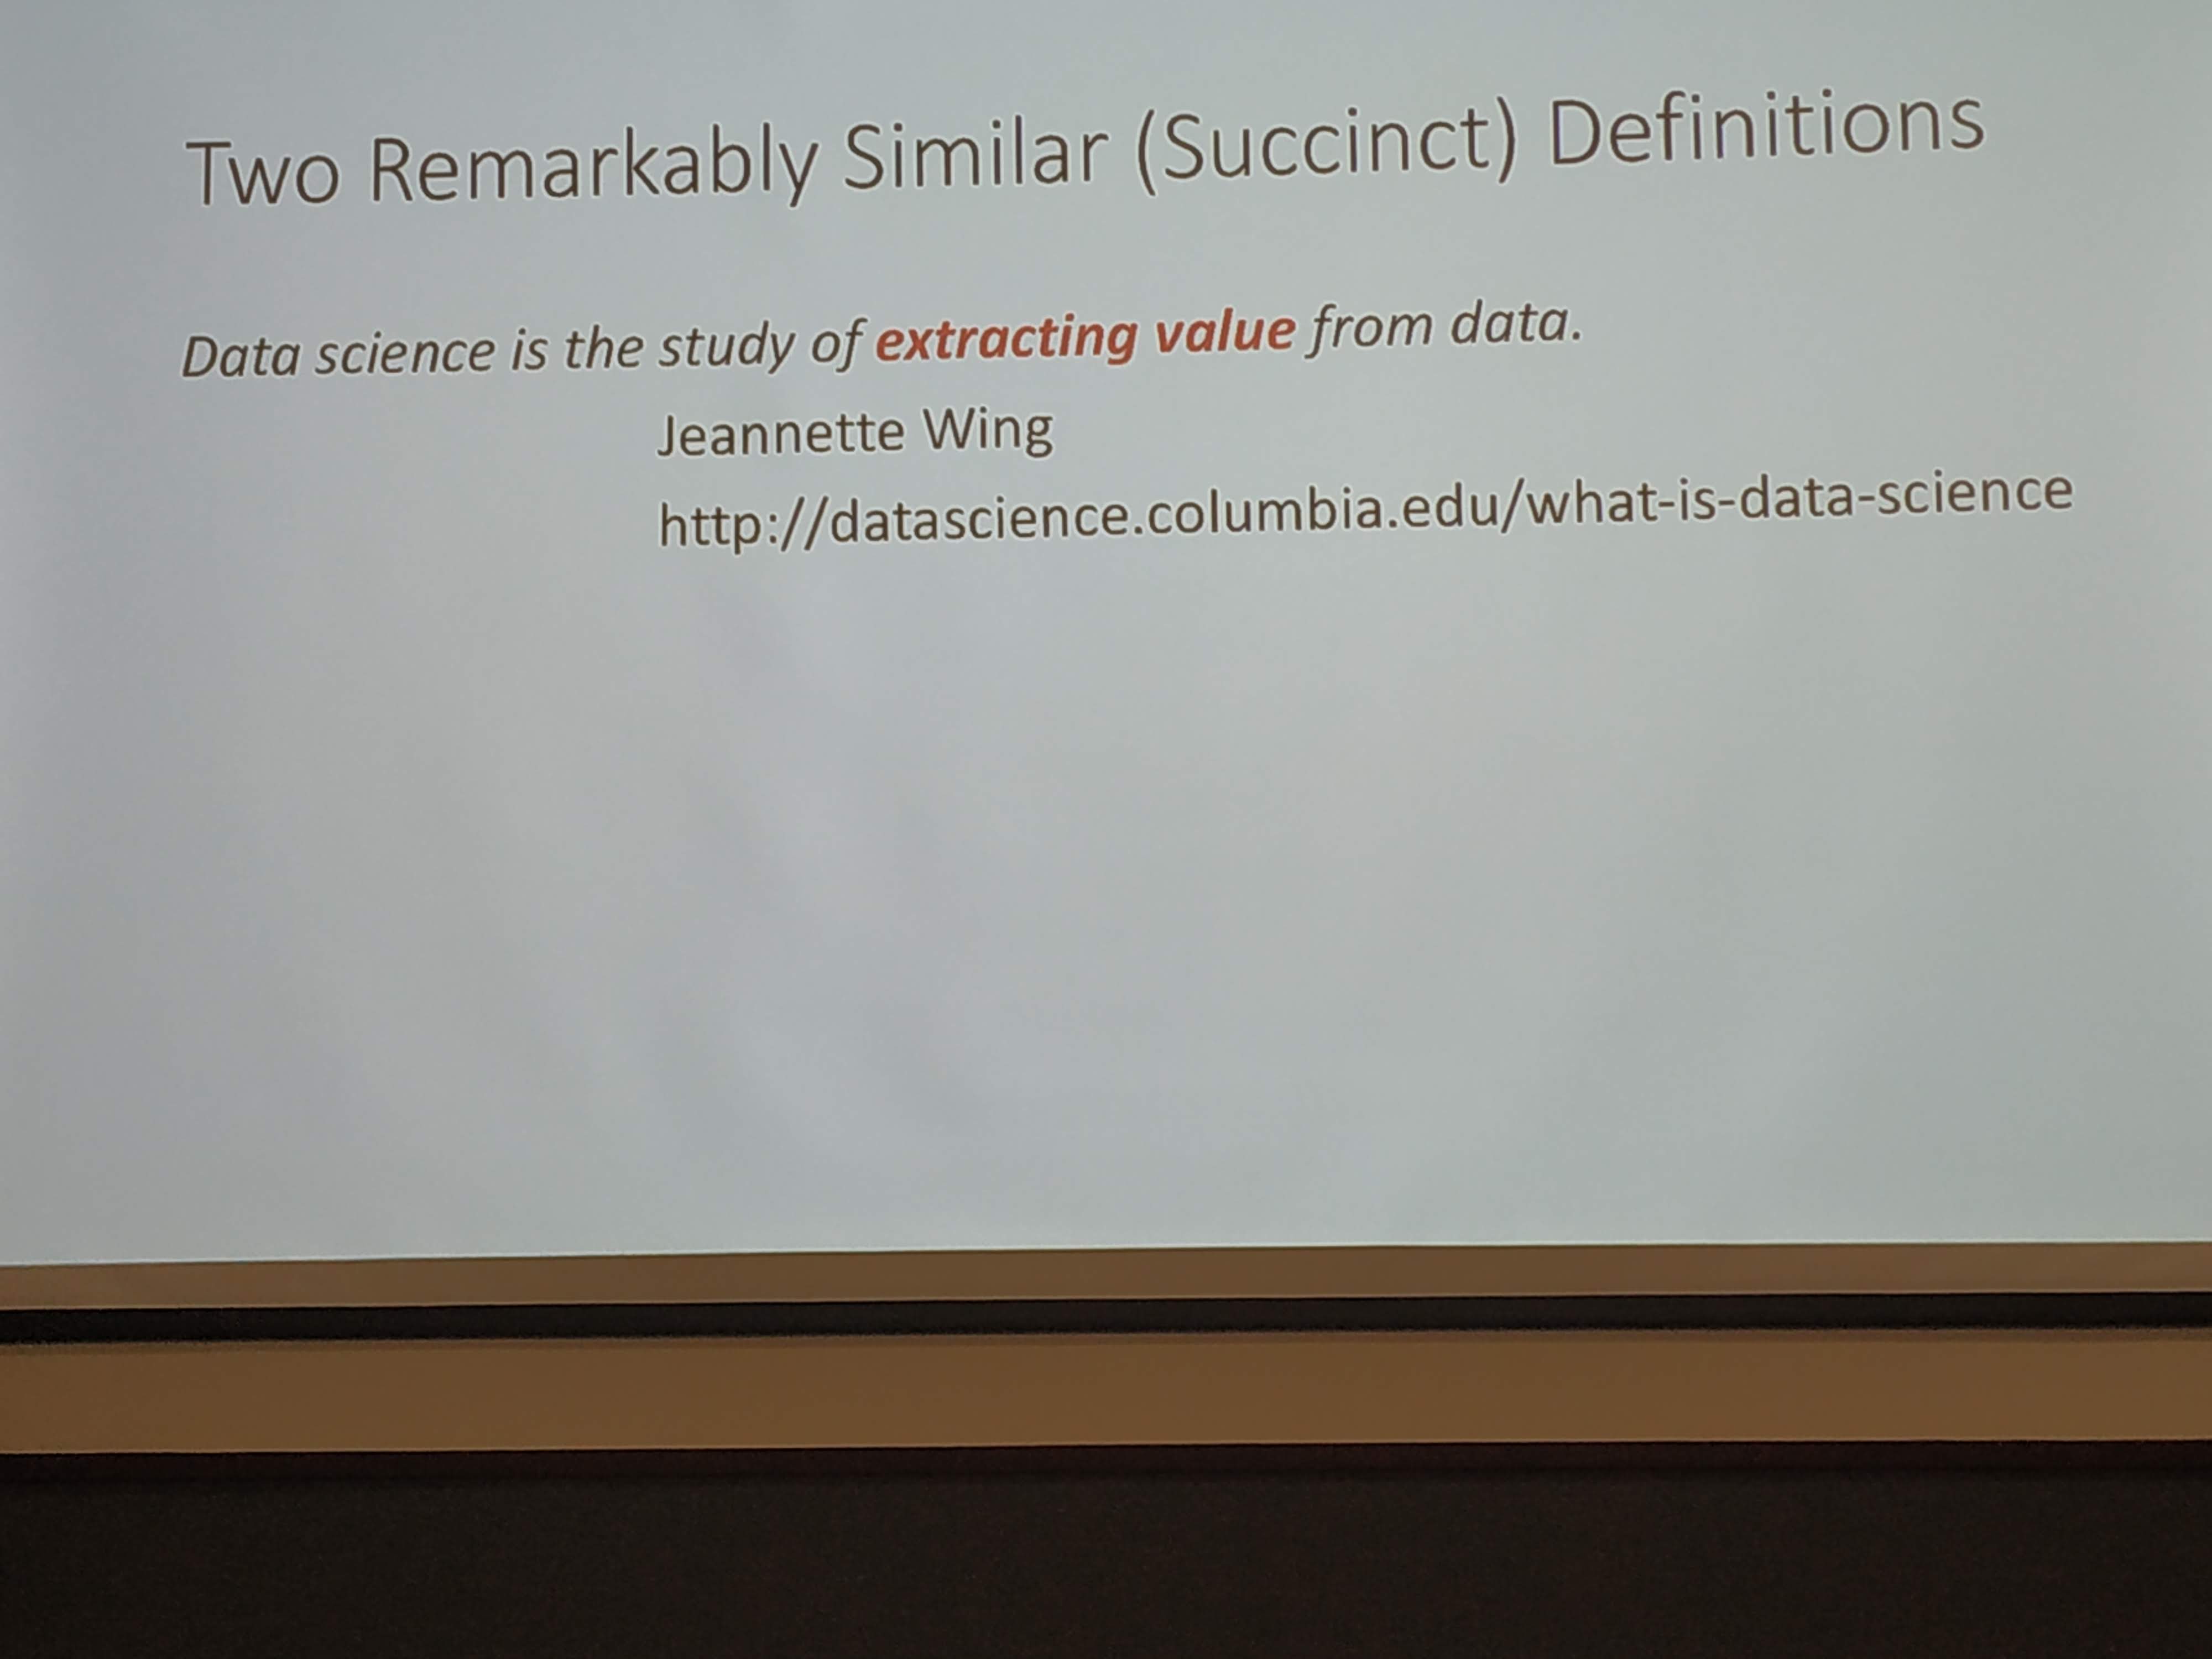 Two Remarkably Similar (Succinct) Definitions
Data science is the study of extracting value from data.
Jeannette Wing
http://datascience.columbia.edu/what-is-data-science